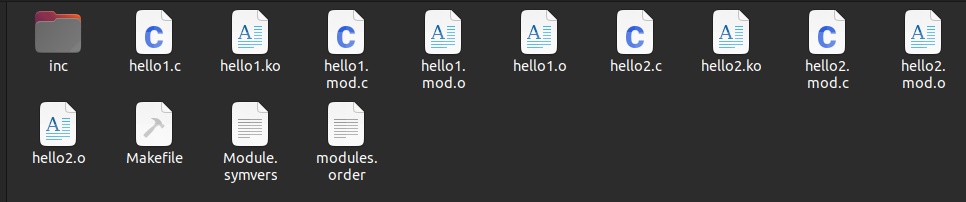 inc
hello1.c
hello1.ko
hello1.
mod.c
hello1.
mod.o
hello1.o
hello2.c
hello2.ko
hello2.
mod.c
hello2.
mod.o
hello2.o
Makefile
Module.
symvers
modules.
order